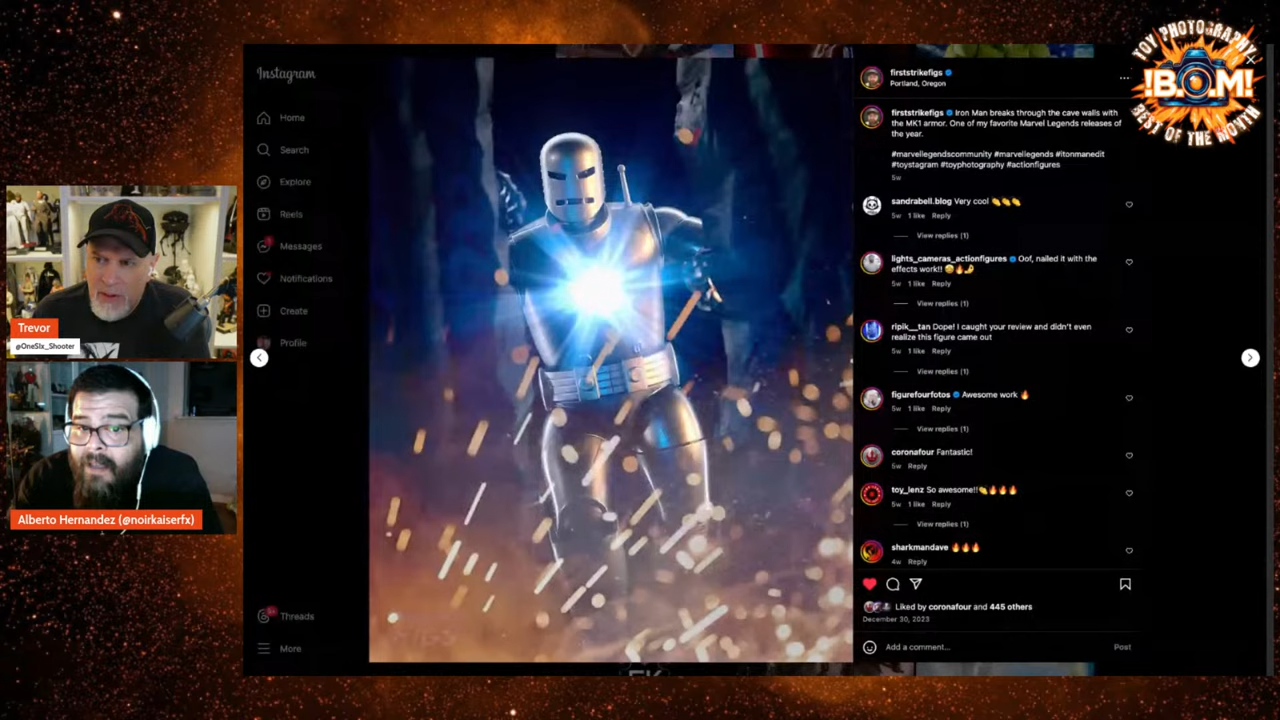 Instagram
Home
Search
Explore
Reels
Messages
Notifications
Create
Profile
Threads
More
Trevor
@OneSIx_Shooter
Alberto Hernandez (@noirkaiserfx)
firststrikefigs
Portland, Oregon
firststrikefigs Iron Man breaks through the cave walls with
the MK1 armor. One of my favorite Marvel Legends releases of
the year.
#marvellegendscommunity #marvellegends #itonmanedit
#toystagram #toyphotography #actionfigures
5w
sandrabell.blog Very cool 👏👏👏
5w 1 like Reply
View replies (1)
lights_cameras_actionfigures Oof, nailed it with the
effects work!! 🤩🔥🤌
5w 1 like Reply
View replies (1)
ripik__tan Dope! I caught your review and didn't even
realize this figure came out
5w 1 like Reply
View replies (1)
figurefourfotos Awesome work 🔥
5w 1 like Reply
View replies (1)
coronafour Fantastic!
5w Reply
toy_lenz So awesome!!👏🔥🔥🔥
5w 1 like Reply
View replies (1)
sharkmandave 🔥🔥🔥
4w Reply
Liked by coronafour and 445 others
December 30, 2023
Add a comment...
Post
TOY PHOTOGRAPHY
!B.O.M!
BEST OF THE MONTH